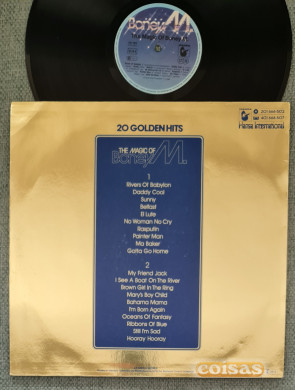 Boney M.
The Magic Of Boney M.
20 GOLDEN HITS
Hansa International
THE MAGIC OF
Boney M.
1
Rivers Of Babylon
Daddy Cool
Sunny
Belfast
El Lute
No Woman No Cry
Rasputin
Painter Man
Ma Baker
Gotta Go Home
2
My Friend Jack
I See A Boat On The River
Brown Girl In The Ring
Mary's Boy Child
Bahama Mama
I'm Born Again
Oceans Of Fantasy
Ribbons Of Blue
Still I'm Sad
Hooray Hooray
coisas